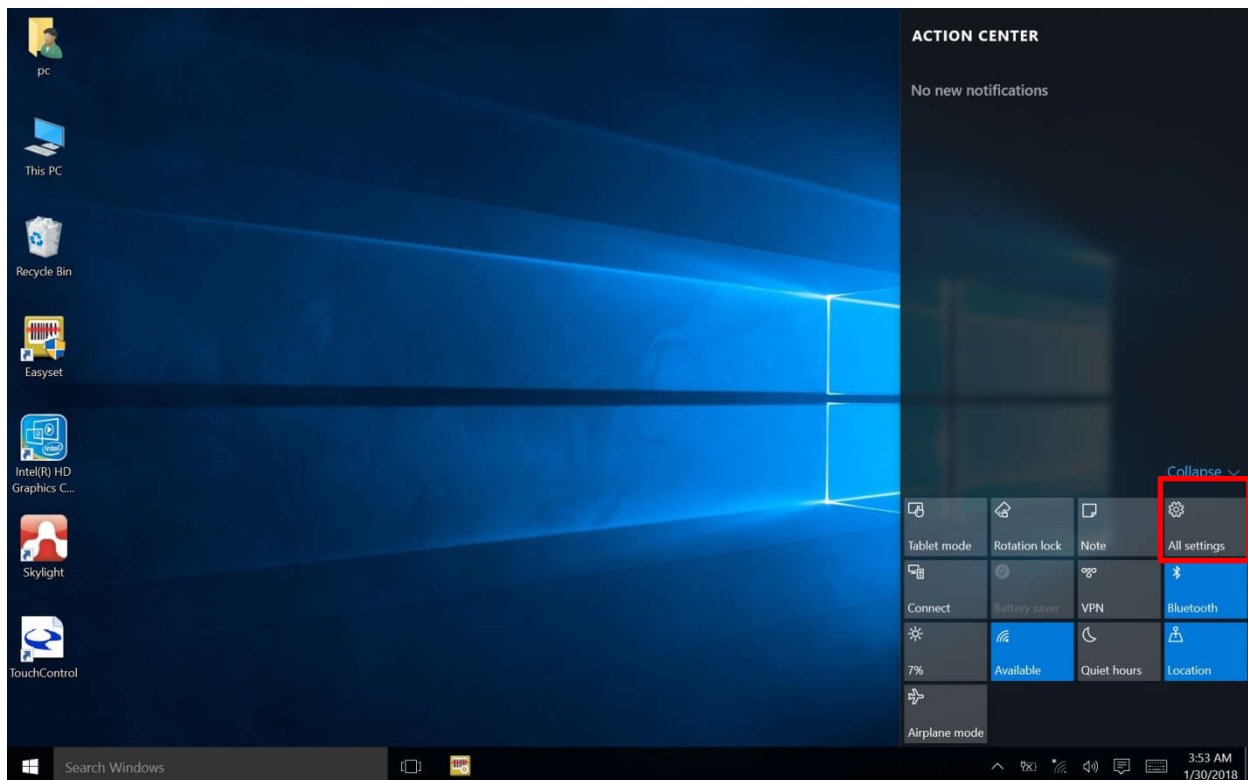 pc
This PC
Recycle Bin
Easyset
intel
Intel(R) HD
Graphics C...
Skylight
TouchControl
ACTION CENTER
No new notifications
Collapse
Tablet mode
Rotation lock
Note
All settings
Connect
Battery saver
VPN
Bluetooth
7%
Available
Quiet hours
Location
Airplane mode
Search Windows
3:53 AM
1/30/2018